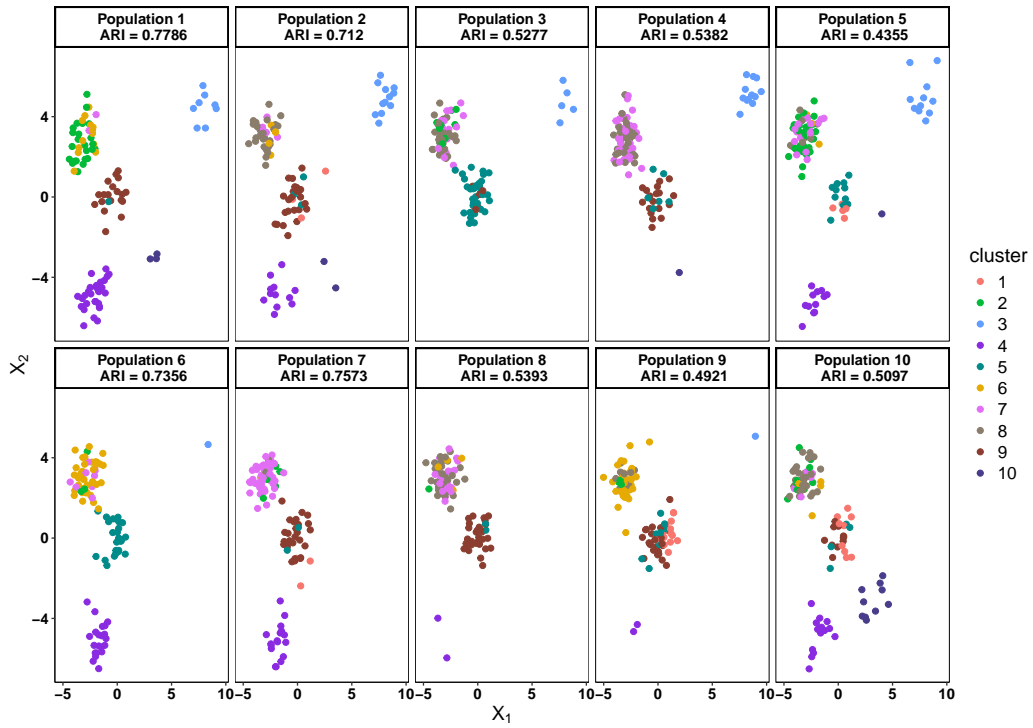 Population 1
ARI = 0.7786
Population 2
ARI = 0.712
Population 3
ARI = 0.5277
Population 4
ARI = 0.5382
Population 5
ARI = 0.4355
4
0
−4
Population 6
ARI = 0.7356
Population 7
ARI = 0.7573
Population 8
ARI = 0.5393
Population 9
ARI = 0.4921
Population 10
ARI = 0.5097
4
0
−4
−5 0 5 10
−5 0 5 10
−5 0 5 10
−5 0 5 10
−5 0 5 10
X1
X2
cluster
1
2
3
4
5
6
7
8
9
10